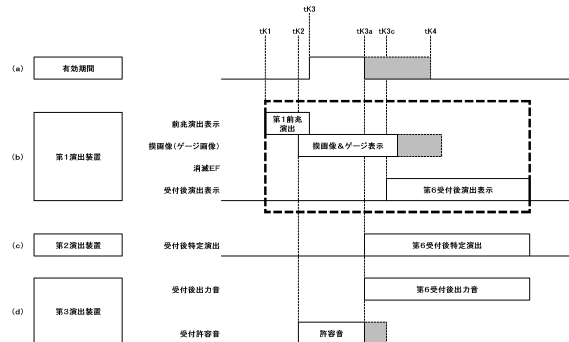 tK3
tK1
tK2
tK3a
tK3c
tK4
(a)
有効期間
(b)
第1演出装置
前兆演出表示
第1前兆
演出
操画像(ゲージ画像)
操画像&ゲージ表示
消滅EF
受付後演出表示
第6受付後演出表示
(c)
第2演出装置
受付後特定演出
第6受付後特定演出
(d)
第3演出装置
受付後出力音
第6受付後出力音
受付許容音
許容音